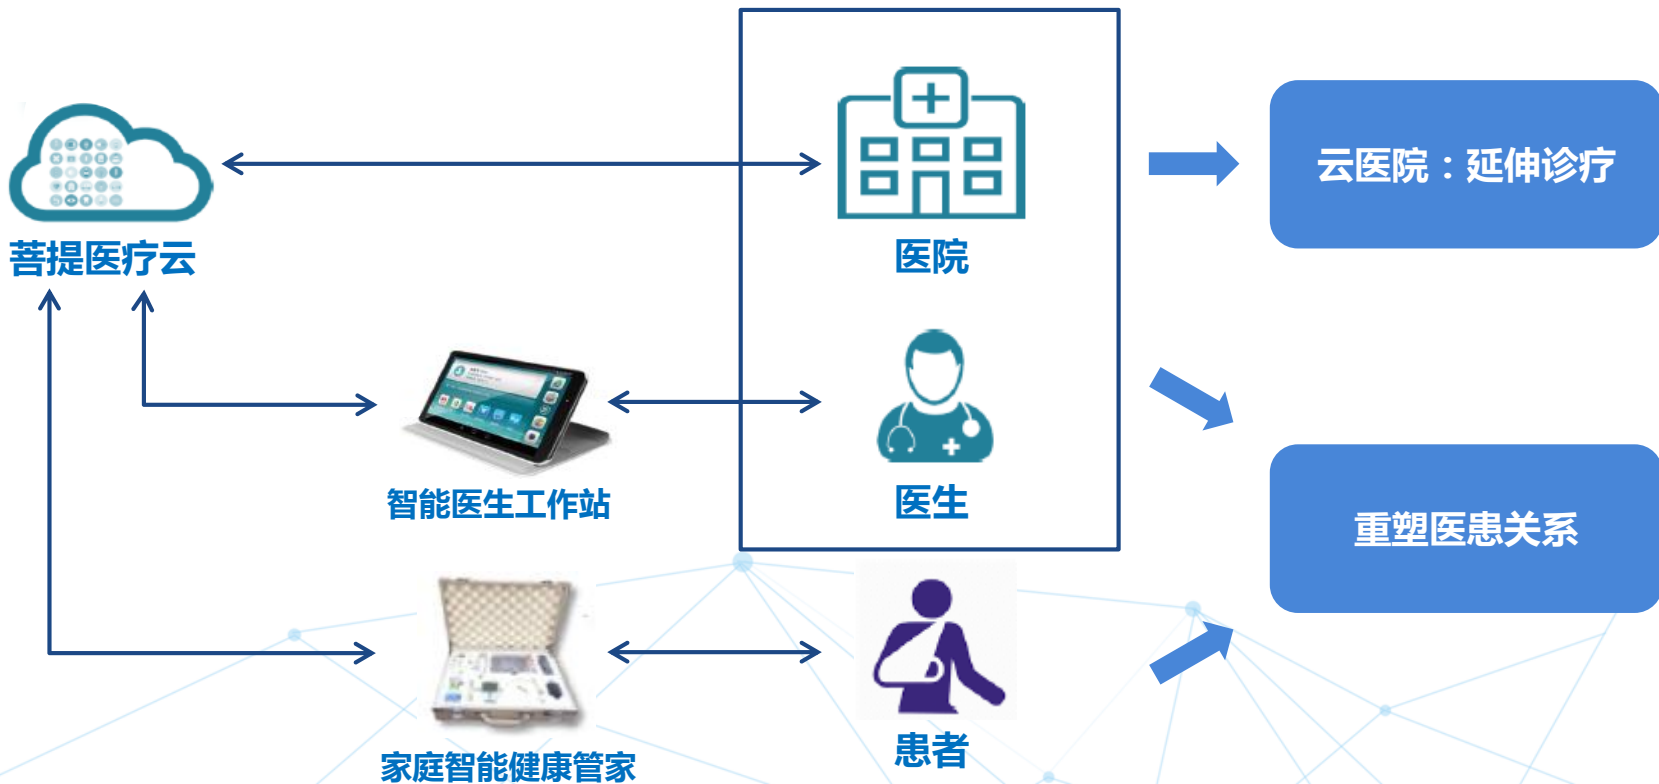 菩提医疗云
医院
云医院：延伸诊疗
智能医生工作站
医生
重塑医患关系
家庭智能健康管家
患者